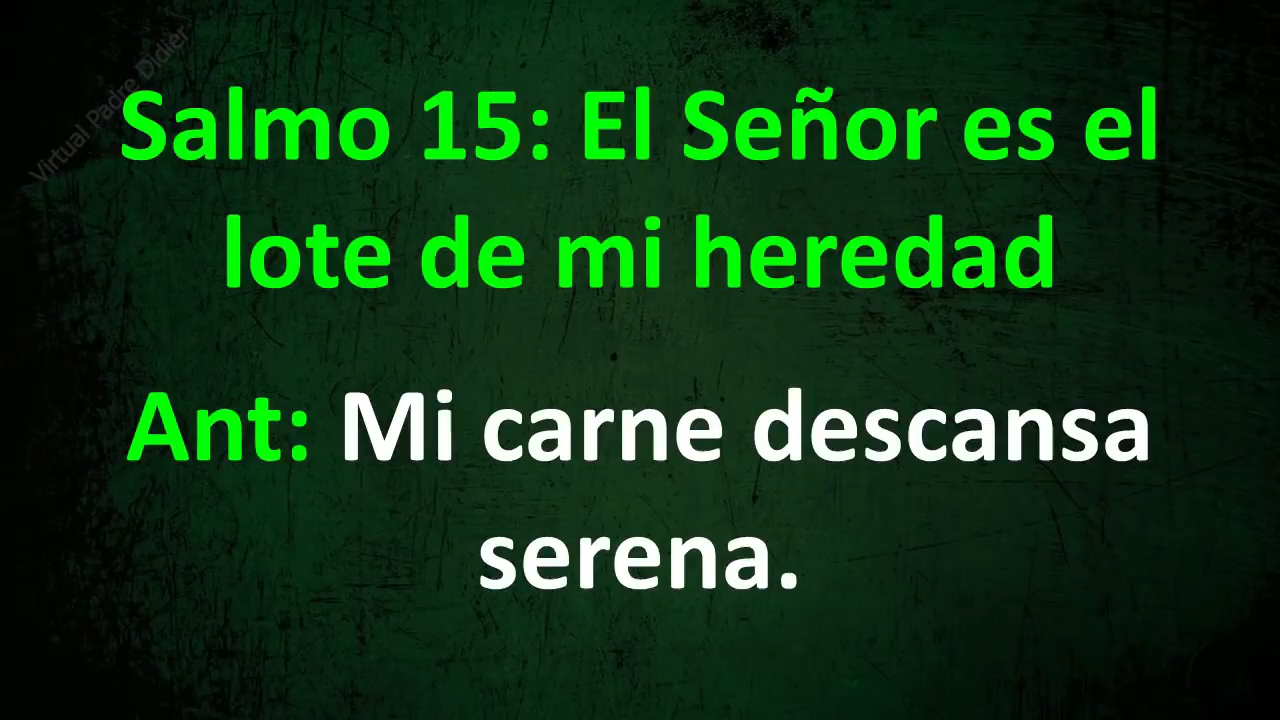 Virtual Padre Didier
Salmo 15: El Señor es el
lote de mi heredad
Ant: Mi carne descansa
serena.